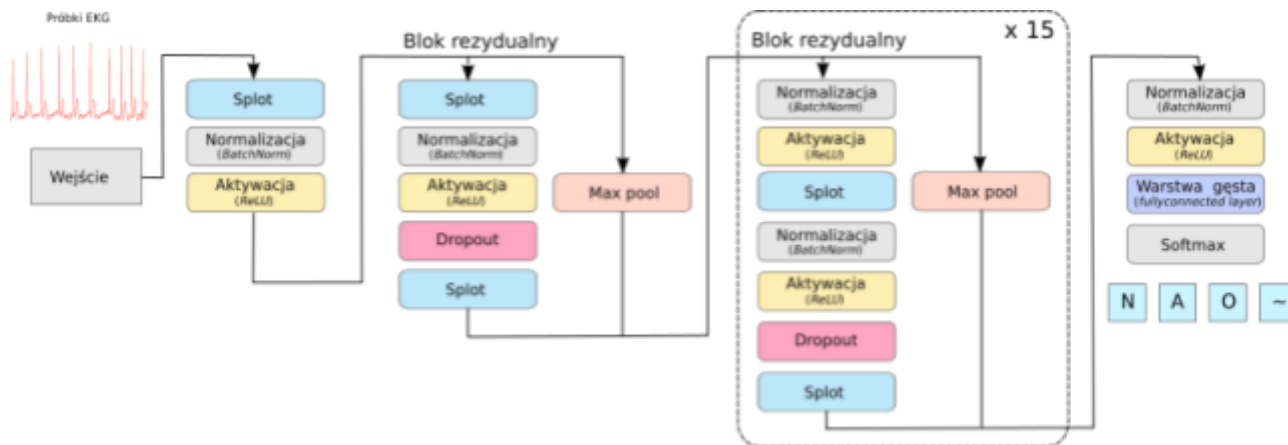 Próbki EKG
Wejście
Splot
Normalizacja
(BatchNorm)
Aktywacja
(ReLU)
Blok rezydualny
Splot
Normalizacja
(BatchNorm)
Aktywacja
(ReLU)
Dropout
Splot
Max pool
x 15
Blok rezydualny
Normalizacja
(BatchNorm)
Aktywacja
(ReLU)
Splot
Normalizacja
(BatchNorm)
Aktywacja
(ReLU)
Dropout
Splot
Max pool
Normalizacja
(BatchNorm)
Aktywacja
(ReLU)
Warstwa gęsta
(fullyconnected layer)
Softmax
N A O ~